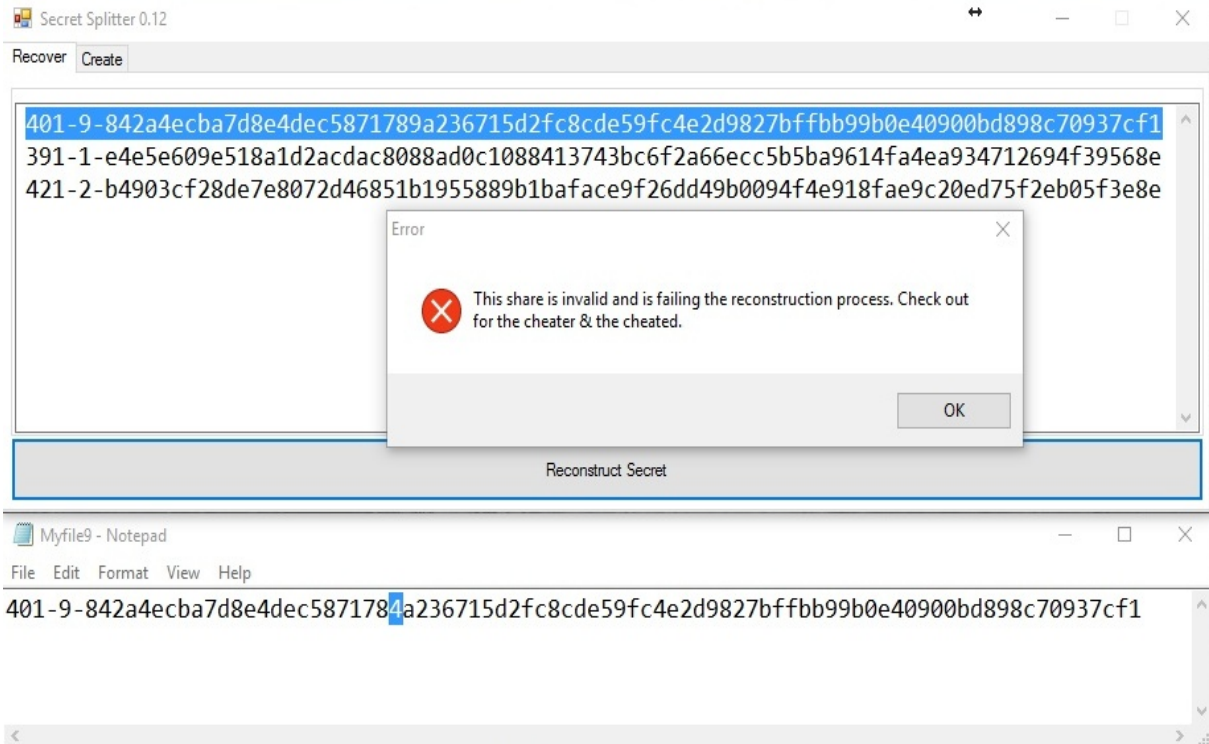 Secret Splitter 0.12
Recover Create
401-9-842a4ecba7d8e4dec5871789a236715d2fc8cde59fc4e2d9827bffbb99b0e40900bd898c70937cf1
391-1-e4e5e609e518a1d2acdac8088ad0c1088413743bc6f2a66ecc5b5ba9614fa4ea934712694f39568e
421-2-b4903cf28de7e8072d46851b1955889b1baface9f26dd49b0094f4e918fae9c20ed75f2eb05f3e8e
Error
This share is invalid and is failing the reconstruction process. Check out
for the cheater & the cheated.
OK
Reconstruct Secret
Myfile9 - Notepad
File Edit Format View Help
401-9-842a4ecba7d8e4dec5871784a236715d2fc8cde59fc4e2d9827bffbb99b0e40900bd898c70937cf1